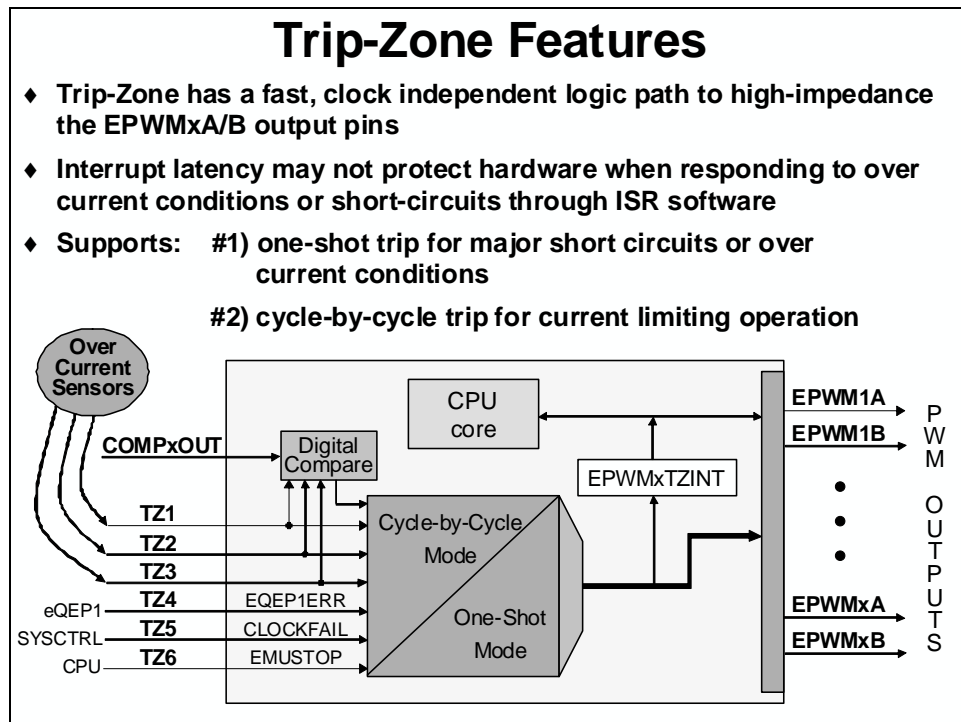 Trip-Zone Features
♦ Trip-Zone has a fast, clock independent logic path to high-impedance
the EPWMxA/B output pins
♦ Interrupt latency may not protect hardware when responding to over
current conditions or short-circuits through ISR software
♦ Supports: #1) one-shot trip for major short circuits or over
current conditions
#2) cycle-by-cycle trip for current limiting operation
Over
Current
Sensors
COMPxOUT
Digital
Compare
CPU
core
EPWMxTZINT
TZ1
TZ2
TZ3
eQEP1 TZ4 EQEP1ERR
SYSCTRL TZ5 CLOCKFAIL
CPU TZ6 EMUSTOP
Cycle-by-Cycle
Mode
One-Shot
Mode
EPWM1A
EPWM1B
EPWMxA
EPWMxB
PWM OUTPUTS